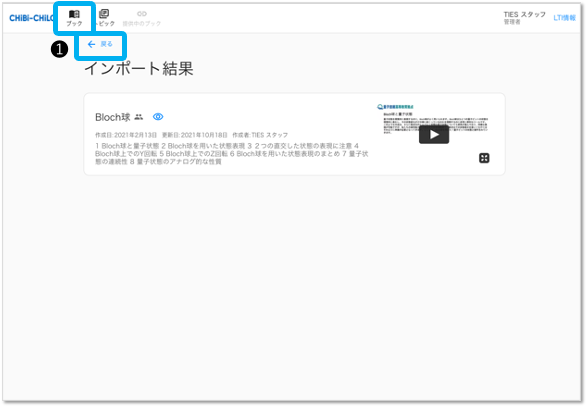 CHiBi-CHiLO
ブック
トピック
提供中のブック
TIES スタッフ
管理者
LTI情報
❶
← 戻る
インポート結果
Bloch球
作成日:2021年2月13日 更新日:2021年10月18日 作成者:TIES スタッフ
1 Bloch球と量子状態 2 Bloch球を用いた状態表現 3 2つの直交した状態の表現に注意 4
Bloch球上でのY回転 5 Bloch球上でのZ回転 6 Bloch球を用いた状態表現のまとめ 7 量子状
態の連続性 8 量子状態のアナログ的な性質
Bloch球と量子状態